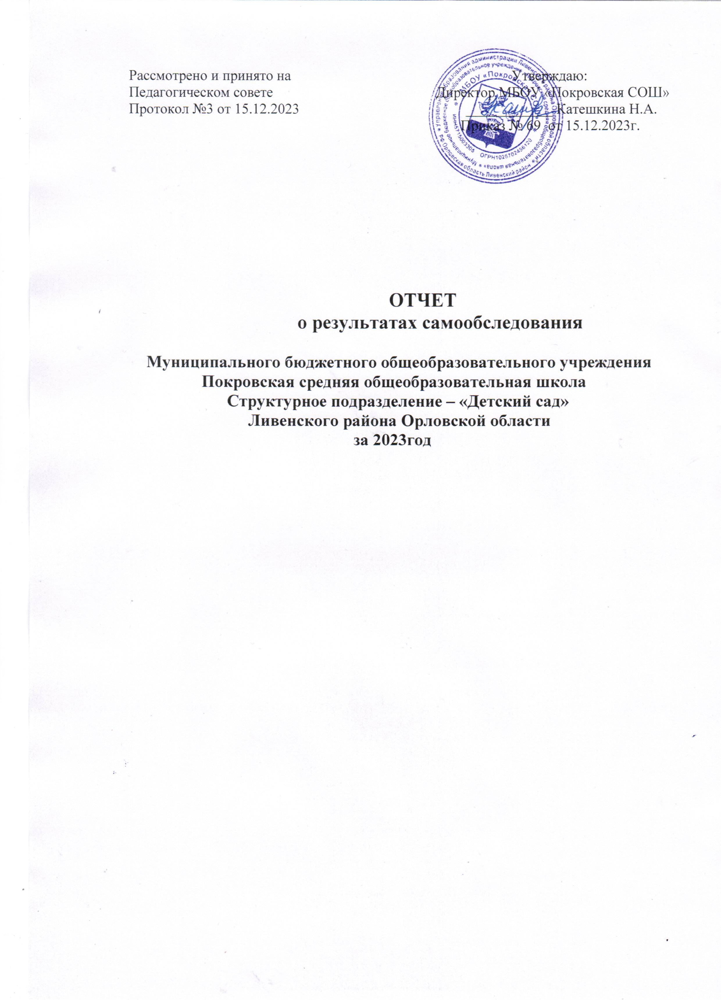 Рассмотрено и принято на
Педагогическом совете
Протокол №3 от 15.12.2023
Утверждаю:
Директор МБОУ «Покровская СОШ»
Катешкина Н.А.
Приказ № 69 от 15.12.2023г.
* Управление образования администрации Ливенского района Орловской области * РФ Орловская область Ливенский район
* Муниципальное бюджетное общеобразовательное учреждение «Покровская средняя общеобразовательная школа»
* МБОУ «Покровская СОШ» *
ИНН5715003305 ОГРН1025702456120
ОТЧЕТ
о результатах самообследования
Муниципального бюджетного общеобразовательного учреждения
Покровская средняя общеобразовательная школа
Структурное подразделение – «Детский сад»
Ливенского района Орловской области
за 2023год